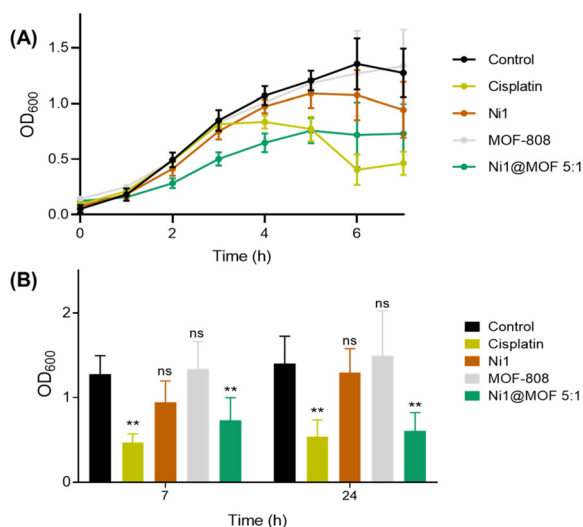 (A)
OD600
1.5
1.0
0.5
0.0
0 2 4 6
Time (h)
Control
Cisplatin
Ni1
MOF-808
Ni1@MOF 5:1
(B)
OD600
2
1
0
** ns ns **
** ns ns **
7 24
Time (h)
Control
Cisplatin
Ni1
MOF-808
Ni1@MOF 5:1